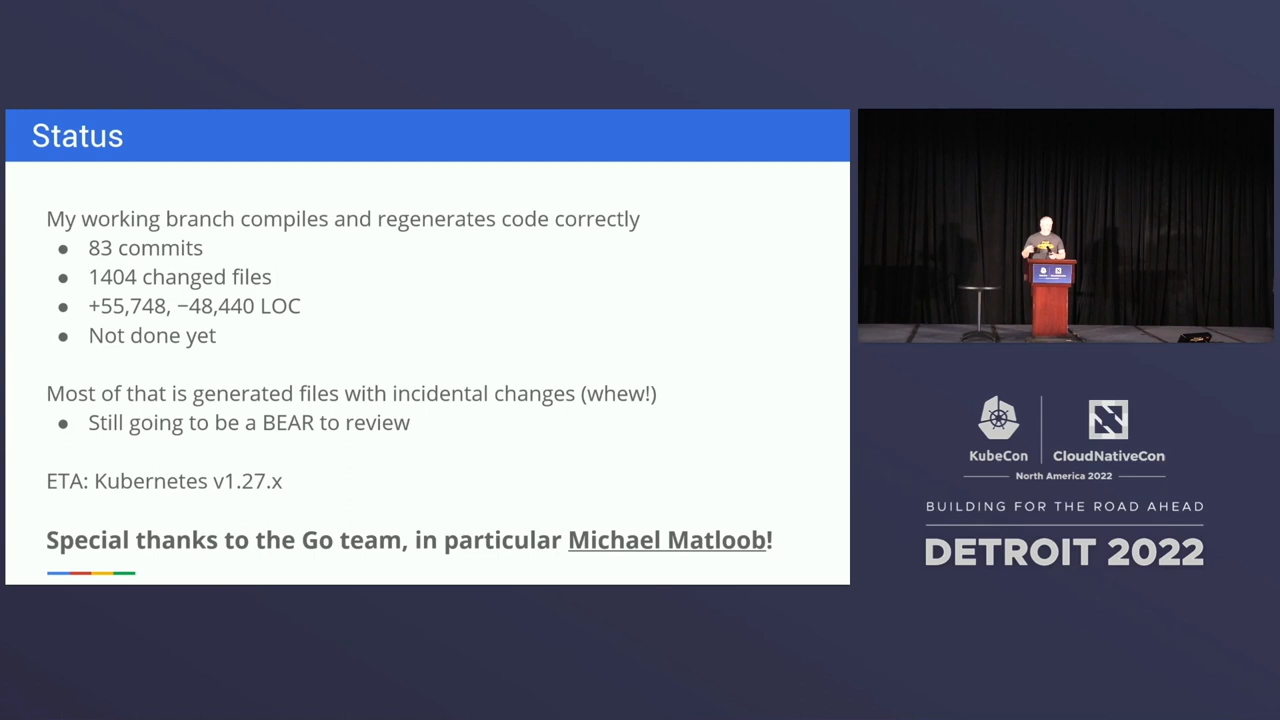 Status
My working branch compiles and regenerates code correctly
● 83 commits
● 1404 changed files
● +55,748, −48,440 LOC
● Not done yet
Most of that is generated files with incidental changes (whew!)
● Still going to be a BEAR to review
ETA: Kubernetes v1.27.x
Special thanks to the Go team, in particular Michael Matloob!
KubeCon
CloudNativeCon
North America 2022
BUILDING FOR THE ROAD AHEAD
DETROIT 2022